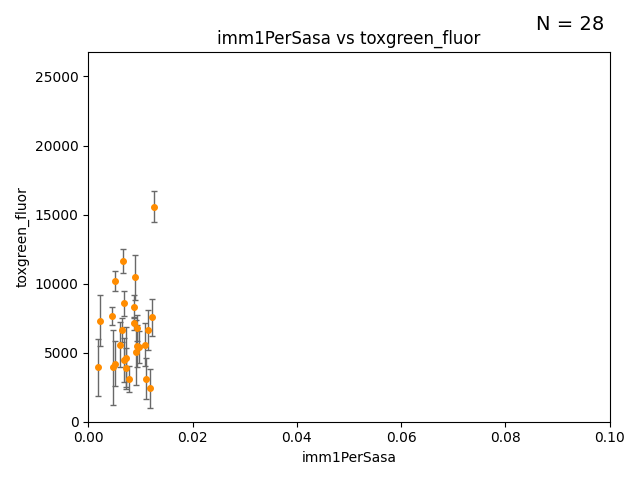 N = 28
imm1PerSasa vs toxgreen_fluor
25000
20000
15000
10000
5000
0
toxgreen_fluor
0.00 0.02 0.04 0.06 0.08 0.10
imm1PerSasa